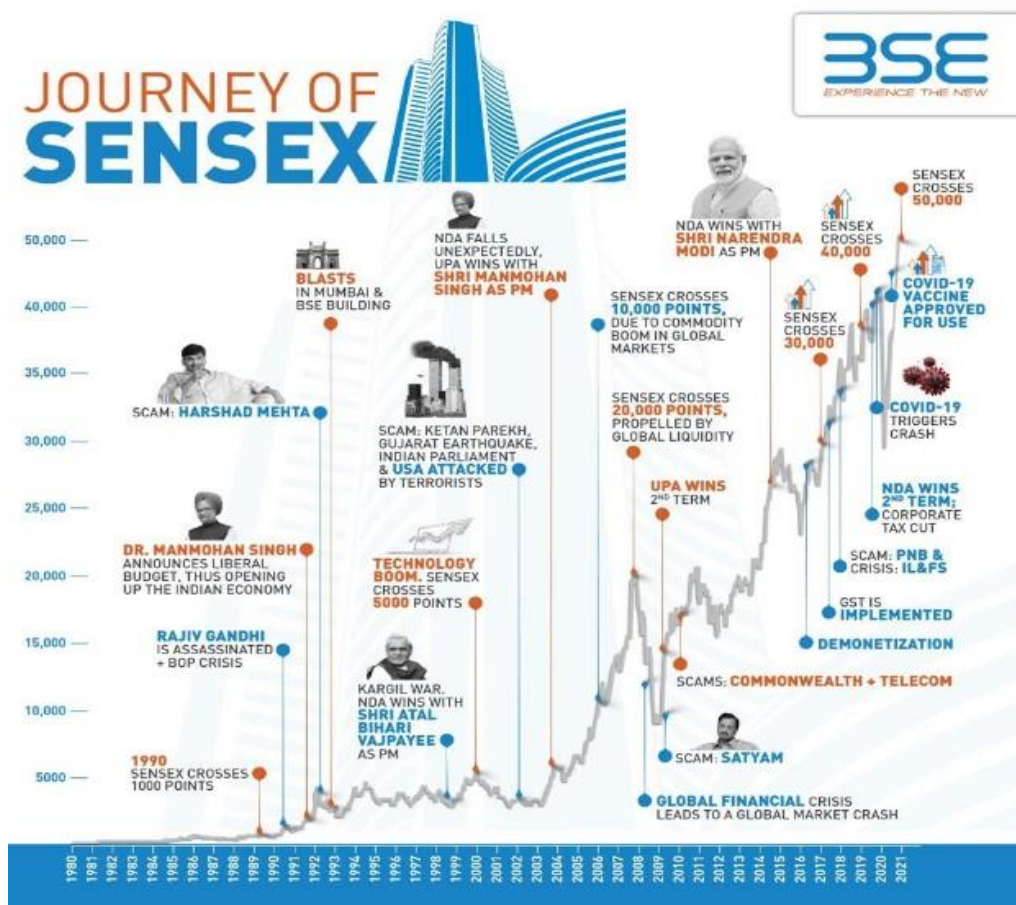 JOURNEY OF
SENSEX
BSE
EXPERIENCE THE NEW
50,000
40,000
35,000
30,000
25,000
20,000
15,000
10,000
5000
1990
SENSEX CROSSES
1000 POINTS
RAJIV GANDHI
IS ASSASSINATED
+ BOP CRISIS
DR. MANMOHAN SINGH
ANNOUNCES LIBERAL
BUDGET, THUS OPENING
UP THE INDIAN ECONOMY
SCAM: HARSHAD MEHTA
BLASTS
IN MUMBAI &
BSE BUILDING
KARGIL WAR.
NDA WINS WITH
SHRI ATAL
BIHARI
VAJPAYEE
AS PM
TECHNOLOGY
BOOM. SENSEX
CROSSES
5000 POINTS
SCAM: KETAN PAREKH,
GUJARAT EARTHQUAKE,
INDIAN PARLIAMENT
& USA ATTACKED
BY TERRORISTS
NDA FALLS
UNEXPECTEDLY,
UPA WINS WITH
SHRI MANMOHAN
SINGH AS PM
SENSEX CROSSES
10,000 POINTS,
DUE TO COMMODITY
BOOM IN GLOBAL
MARKETS
SENSEX CROSSES
20,000 POINTS,
PROPELLED BY
GLOBAL LIQUIDITY
GLOBAL FINANCIAL CRISIS
LEADS TO A GLOBAL MARKET CRASH
SCAM: SATYAM
UPA WINS
2ND TERM
SCAMS: COMMONWEALTH + TELECOM
NDA WINS WITH
SHRI NARENDRA
MODI AS PM
DEMONETIZATION
SENSEX
CROSSES
30,000
GST IS
IMPLEMENTED
SCAM: PNB &
CRISIS: IL&FS
SENSEX
CROSSES
40,000
NDA WINS
2ND TERM;
CORPORATE
TAX CUT
COVID-19
TRIGGERS
CRASH
COVID-19
VACCINE
APPROVED
FOR USE
SENSEX
CROSSES
50,000
1980 1981 1982 1983 1984 1985 1986 1987 1988 1989 1990 1991 1992 1993 1994 1995 1996 1997 1998 1999 2000 2001 2002 2003 2004 2005 2006 2007 2008 2009 2010 2011 2012 2013 2014 2015 2016 2017 2018 2019 2020 2021